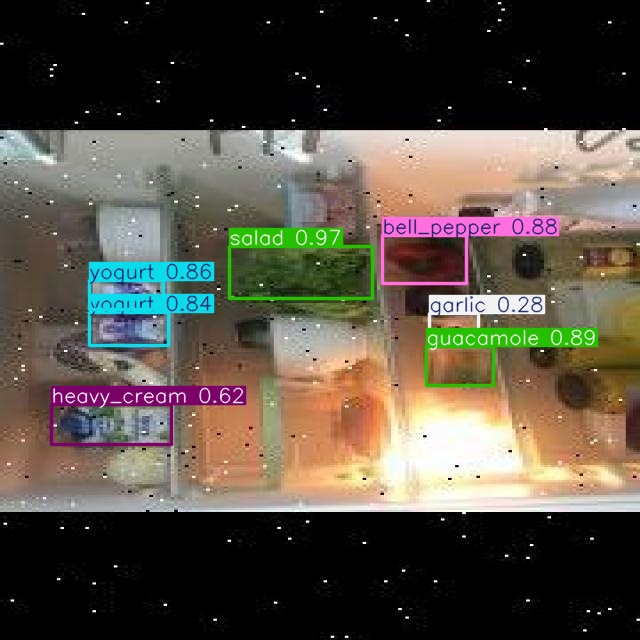 bell_pepper 0.88
salad 0.97
yogurt 0.86
yogurt 0.84
garlic 0.28
guacamole 0.89
heavy_cream 0.62